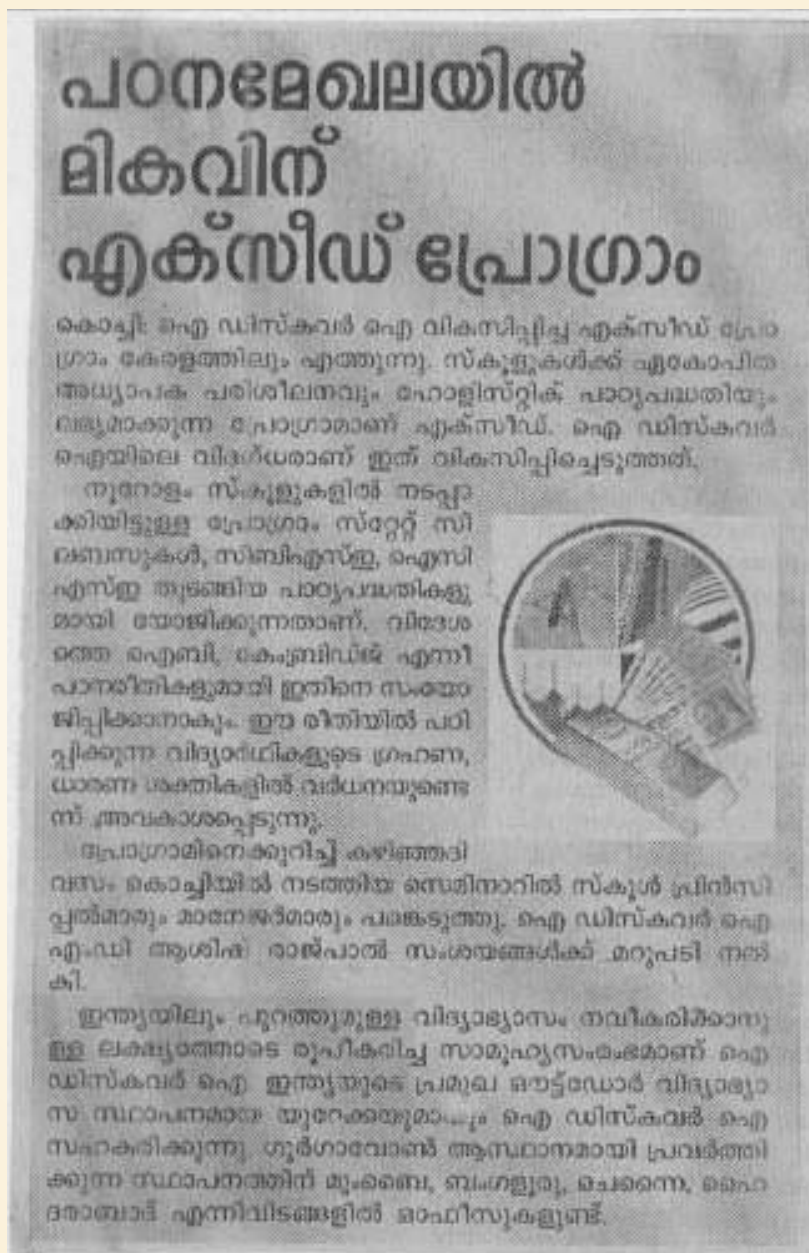 പഠനമേഖലയിൽ
മികവിന്
എക്സീഡ് പ്രോഗ്രാം
കൊച്ചി: ഐ ഡിസ്കവർ ഐ വികസിപ്പിച്ച എക്സീഡ് പ്രോ
ഗ്രാം കേരളത്തിലും എത്തുന്നു. സ്കൂളുകൾക്ക് ഏകോപിത
അധ്യാപക പരിശീലനവും ഹോളിസ്റ്റിക് പാഠ്യപദ്ധതിയും
ലഭ്യമാക്കുന്ന പ്രോഗ്രാമാണ് എക്സീഡ്. ഐ ഡിസ്കവർ
ഐയിലെ വിദഗ്ധരാണ് ഇത് വികസിപ്പിച്ചെടുത്തത്.
നൂറോളം സ്കൂളുകളിൽ നടപ്പാ
ക്കിയിട്ടുള്ള പ്രോഗ്രാം സ്റ്റേറ്റ് സി
ലബസുകൾ, സിബിഎസ്ഇ, ഐസി
എസ്ഇ തുടങ്ങിയ പാഠ്യപദ്ധതികളു
മായി യോജിക്കുന്നതാണ്. വിദേശ
ത്തെ ഐബി, കേംബ്രിഡ്ജ് എന്നീ
പഠനരീതികളുമായി ഇതിനെ സംയോ
ജിപ്പിക്കാനാകും. ഈ രീതിയിൽ പഠി
പ്പിക്കുന്ന വിദ്യാർഥികളുടെ ഗ്രഹണ,
ധാരണ ശക്തികളിൽ വർധനയുണ്ടെ
ന്ന് അവകാശപ്പെടുന്നു.
പ്രോഗ്രാമിനെക്കുറിച്ച് കഴിഞ്ഞദി
വസം കൊച്ചിയിൽ നടത്തിയ സെമിനാറിൽ സ്കൂൾ പ്രിൻസി
പ്പൽമാരും മാനേജർമാരും പങ്കെടുത്തു. ഐ ഡിസ്കവർ ഐ
എംഡി ആശിഷ് രാജ്പാൽ സംശയങ്ങൾക്ക് മറുപടി നൽ
കി.
ഇന്ത്യയിലും പുറത്തുമുള്ള വിദ്യാഭ്യാസം നവീകരിക്കാനു
ള്ള ലക്ഷ്യത്തോടെ രൂപീകരിച്ച സാമൂഹ്യസംരംഭമാണ് ഐ
ഡിസ്കവർ ഐ. ഇന്ത്യയുടെ പ്രമുഖ ഔട്ട്ഡോർ വിദ്യാഭ്യാ
സ സ്ഥാപനമായ യുറേക്കയുമായും ഐ ഡിസ്കവർ ഐ
സഹകരിക്കുന്നു. ഗുർഗാവോൺ ആസ്ഥാനമായി പ്രവർത്തി
ക്കുന്ന സ്ഥാപനത്തിന് മുംബൈ, ബംഗളൂരു, ചെന്നൈ, ഹൈ
ദരാബാദ് എന്നിവിടങ്ങളിൽ ഓഫീസുകളുണ്ട്.